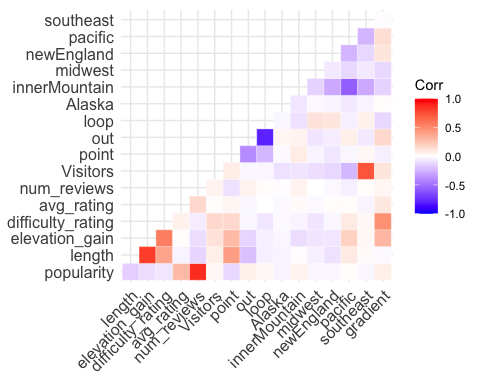 southeast
pacific
newEngland
midwest
innerMountain
Alaska
loop
out
point
Visitors
num_reviews
avg_rating
difficulty_rating
elevation_gain
length
popularity
Corr
1.0
0.5
0.0
-0.5
-1.0
length
elevation_gain
difficulty_rating
avg_rating
num_reviews
Visitors
point
out
loop
Alaska
innerMountain
midwest
newEngland
pacific
southeast
gradient